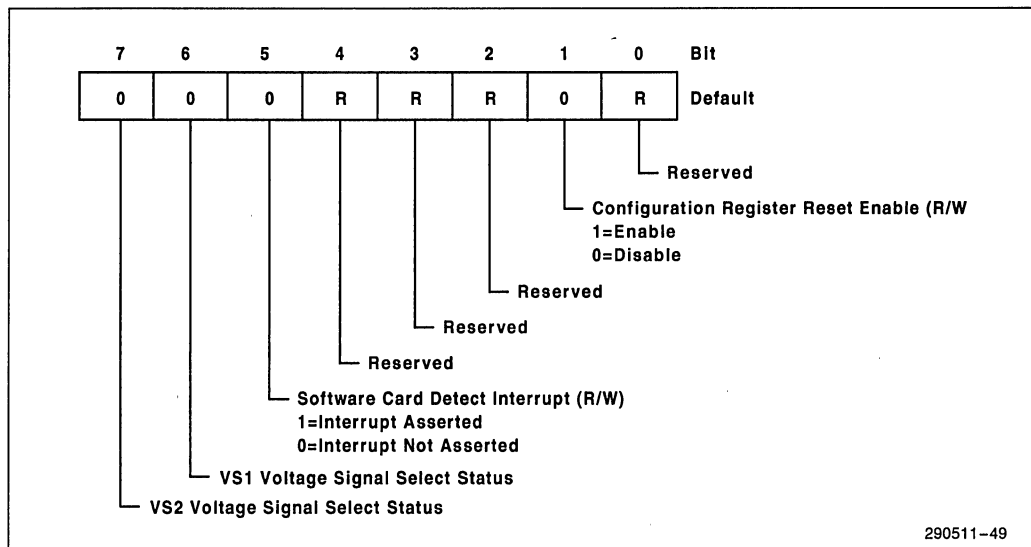 7 6 5 4 3 2 1 0 Bit
0 0 0 R R R 0 R Default
Reserved
Configuration Register Reset Enable (R/W
1=Enable
0=Disable
Reserved
Reserved
Reserved
Software Card Detect Interrupt (R/W)
1=Interrupt Asserted
0=Interrupt Not Asserted
VS1 Voltage Signal Select Status
VS2 Voltage Signal Select Status
290511–49